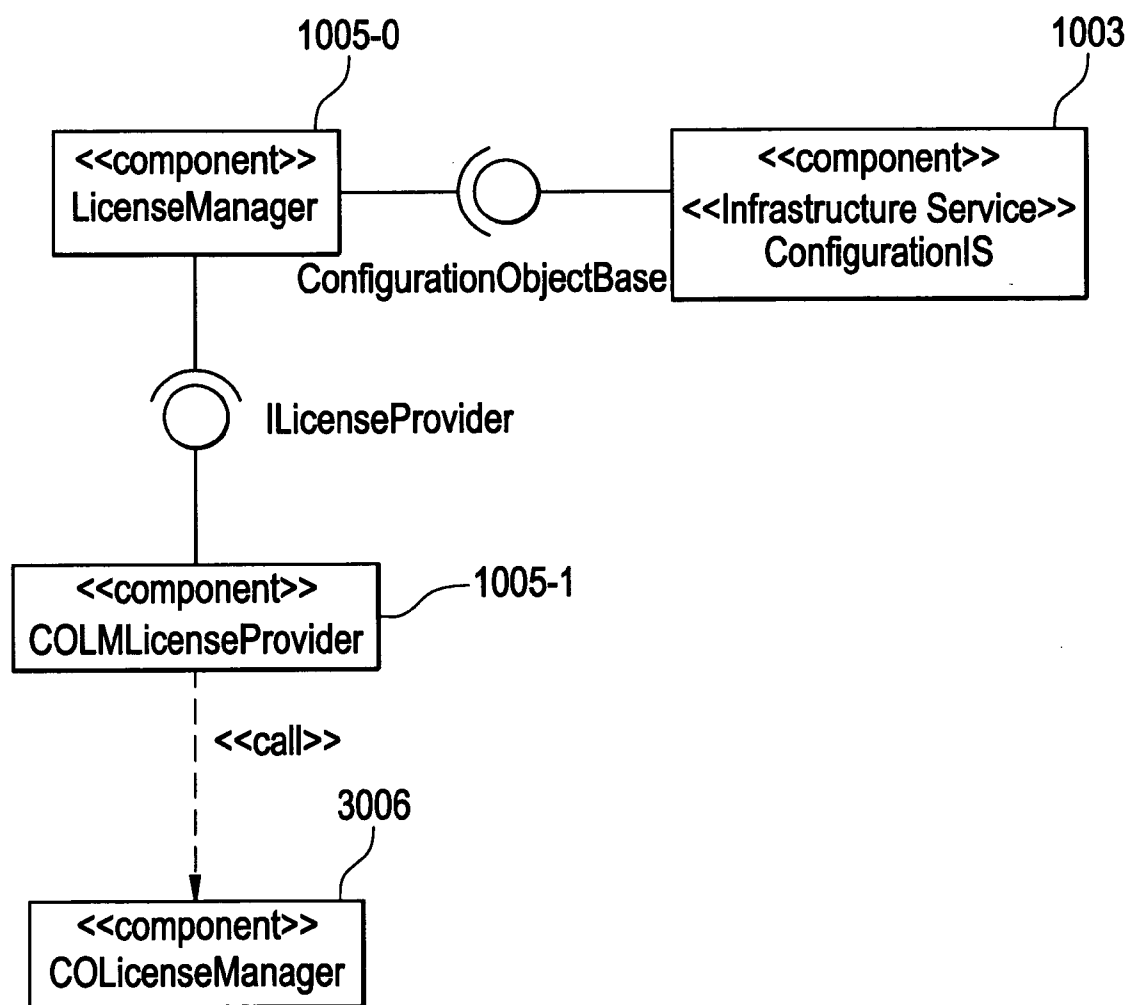 1005-0
1003
<<component>>
LicenseManager
<<component>>
<<Infrastructure Service>>
ConfigurationIS
ConfigurationObjectBase
ILicenseProvider
<<component>>
COLMLicenseProvider
1005-1
<<call>>
3006
<<component>>
COLicenseManager